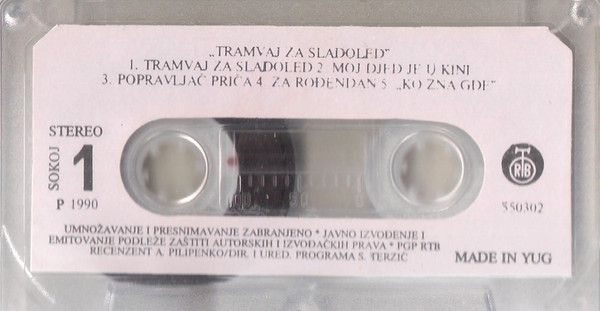 „TRAMVAJ ZA SLADOLED"
1. TRAMVAJ ZA SLADOLED 2. MOJ DJED JE U KINI
3. POPRAVLJAČ PRIČA 4. ZA ROĐENDAN 5. „KO ZNA GDE"
STEREO
SOKOJ
1
P 1990
50
0
RTB
550302
UMNOŽAVANJE I PRESNIMAVANJE ZABRANJENO * JAVNO IZVOĐENJE I
EMITOVANJE PODLEŽE ZAŠTITI AUTORSKIH I IZVOĐAČKIH PRAVA * PGP RTB
RECENZENT A. PILIPENKO/DIR. I URED. PROGRAMA S. TERZIĆ
MADE IN YUG